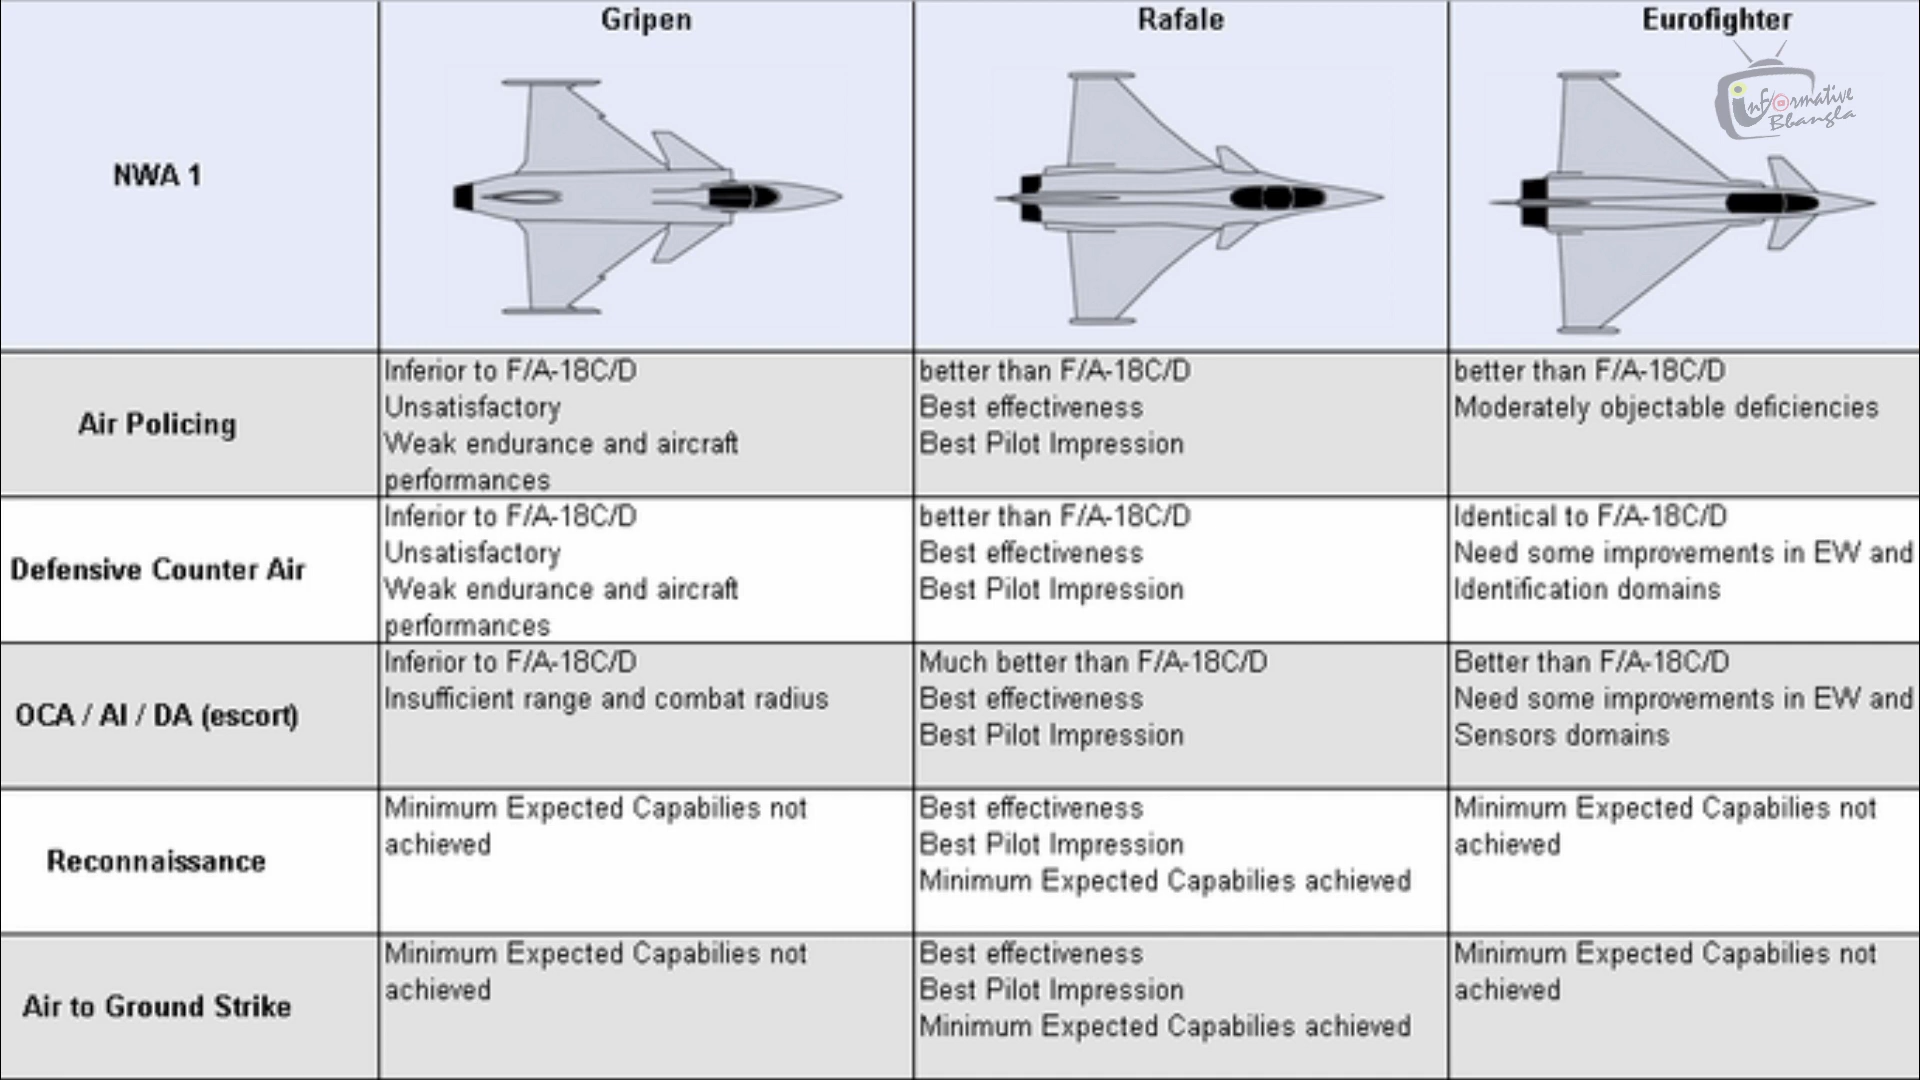 Gripen
Rafale
Eurofighter
Informative
Bbangla
NWA 1
Air Policing
Inferior to F/A-18C/D
Unsatisfactory
Weak endurance and aircraft
performances
better than F/A-18C/D
Best effectiveness
Best Pilot Impression
better than F/A-18C/D
Moderately objectable deficiencies
Defensive Counter Air
Inferior to F/A-18C/D
Unsatisfactory
Weak endurance and aircraft
performances
better than F/A-18C/D
Best effectiveness
Best Pilot Impression
Identical to F/A-18C/D
Need some improvements in EW and
Identification domains
OCA / AI / DA (escort)
Inferior to F/A-18C/D
Insufficient range and combat radius
Much better than F/A-18C/D
Best effectiveness
Best Pilot Impression
Better than F/A-18C/D
Need some improvements in EW and
Sensors domains
Reconnaissance
Minimum Expected Capabilies not
achieved
Best effectiveness
Best Pilot Impression
Minimum Expected Capabilies achieved
Minimum Expected Capabilies not
achieved
Air to Ground Strike
Minimum Expected Capabilies not
achieved
Best effectiveness
Best Pilot Impression
Minimum Expected Capabilies achieved
Minimum Expected Capabilies not
achieved